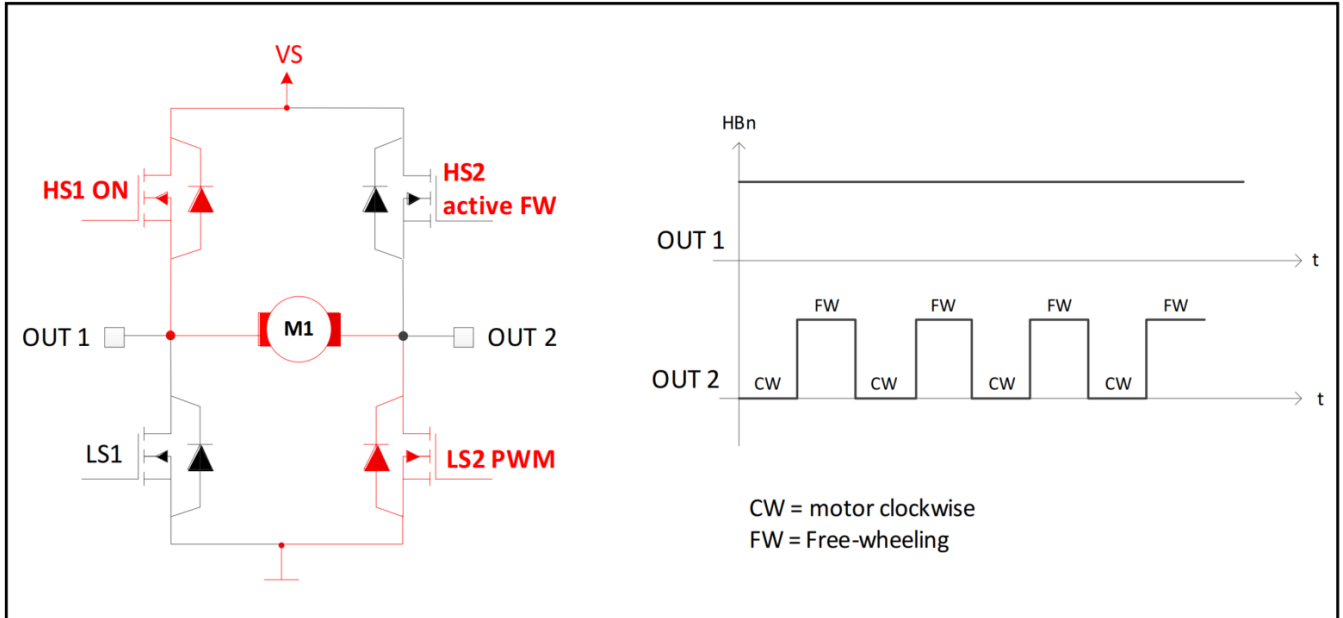 VS
HS1 ON
HS2
active FW
OUT 1
M1
OUT 2
LS1
LS2 PWM
HBn
OUT 1
t
FW FW FW FW
OUT 2
CW CW CW CW
t
CW = motor clockwise
FW = Free-wheeling